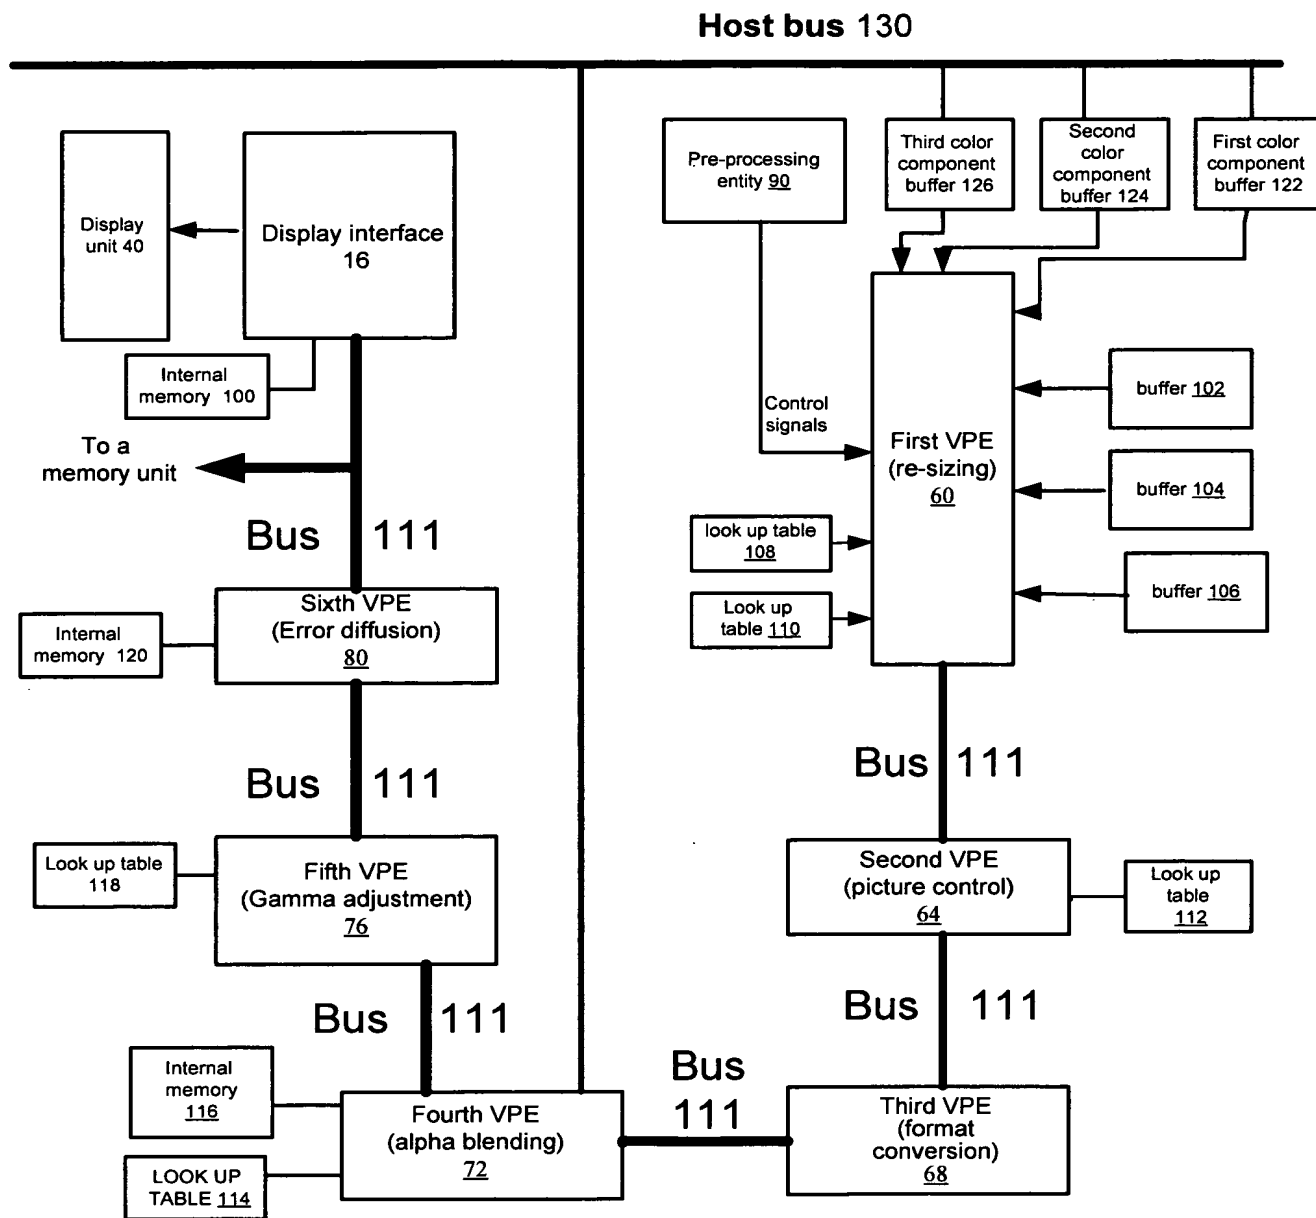 Host bus 130
Display
unit 40
Display interface
16
Internal
memory 100
To a
memory unit
Bus 111
Sixth VPE
(Error diffusion)
80
Internal
memory 120
Bus 111
Look up table
118
Fifth VPE
(Gamma adjustment)
76
Bus 111
Internal
memory
116
LOOK UP
TABLE 114
Fourth VPE
(alpha blending)
72
Pre-processing
entity 90
Third color
component
buffer 126
Second
color
component
buffer 124
First color
component
buffer 122
Control
signals
First VPE
(re-sizing)
60
buffer 102
buffer 104
buffer 106
look up table
108
Look up
table 110
Bus 111
Second VPE
(picture control)
64
Look up
table
112
Bus 111
Bus
111
Third VPE
(format
conversion)
68